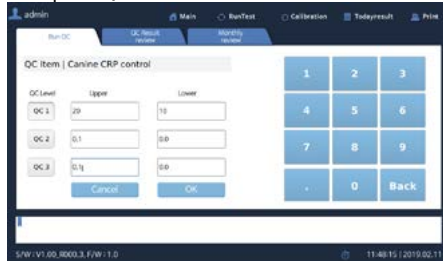 admin Main RunTest Calibration Todayresult Print
Run QC QC Result review Monthly review
QC Item | Canine CRP control
QC Level Upper Lower
QC 1 20 10
QC 2 0.1 0.0
QC 3 0.1 0.0
Cancel OK
1 2 3
4 5 6
7 8 9
. 0 Back
S/W : V1.00_R000.3, F/W : 1.0 11:48:15 | 2019.02.11